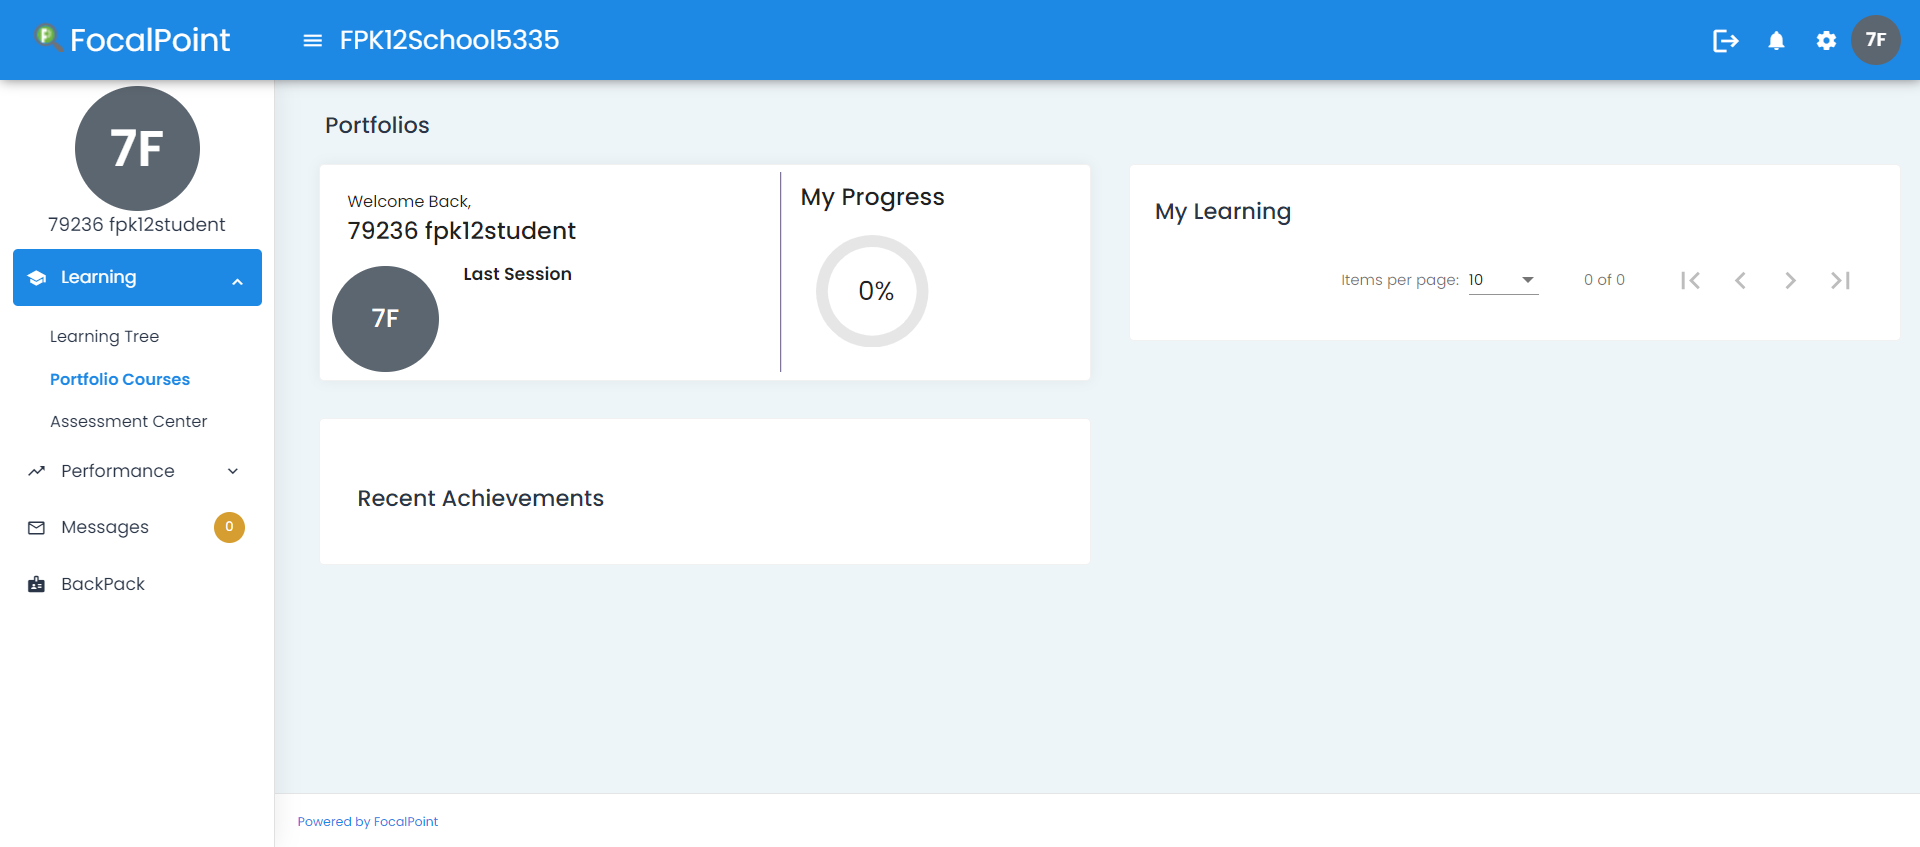 FocalPoint
FPK12School5335
7F
7F
79236 fpk12student
Learning
Learning Tree
Portfolio Courses
Assessment Center
Performance
Messages
0
BackPack
Portfolios
Welcome Back,
79236 fpk12student
7F
Last Session
My Progress
0%
My Learning
Items per page: 10
0 of 0
Recent Achievements
Powered by FocalPoint